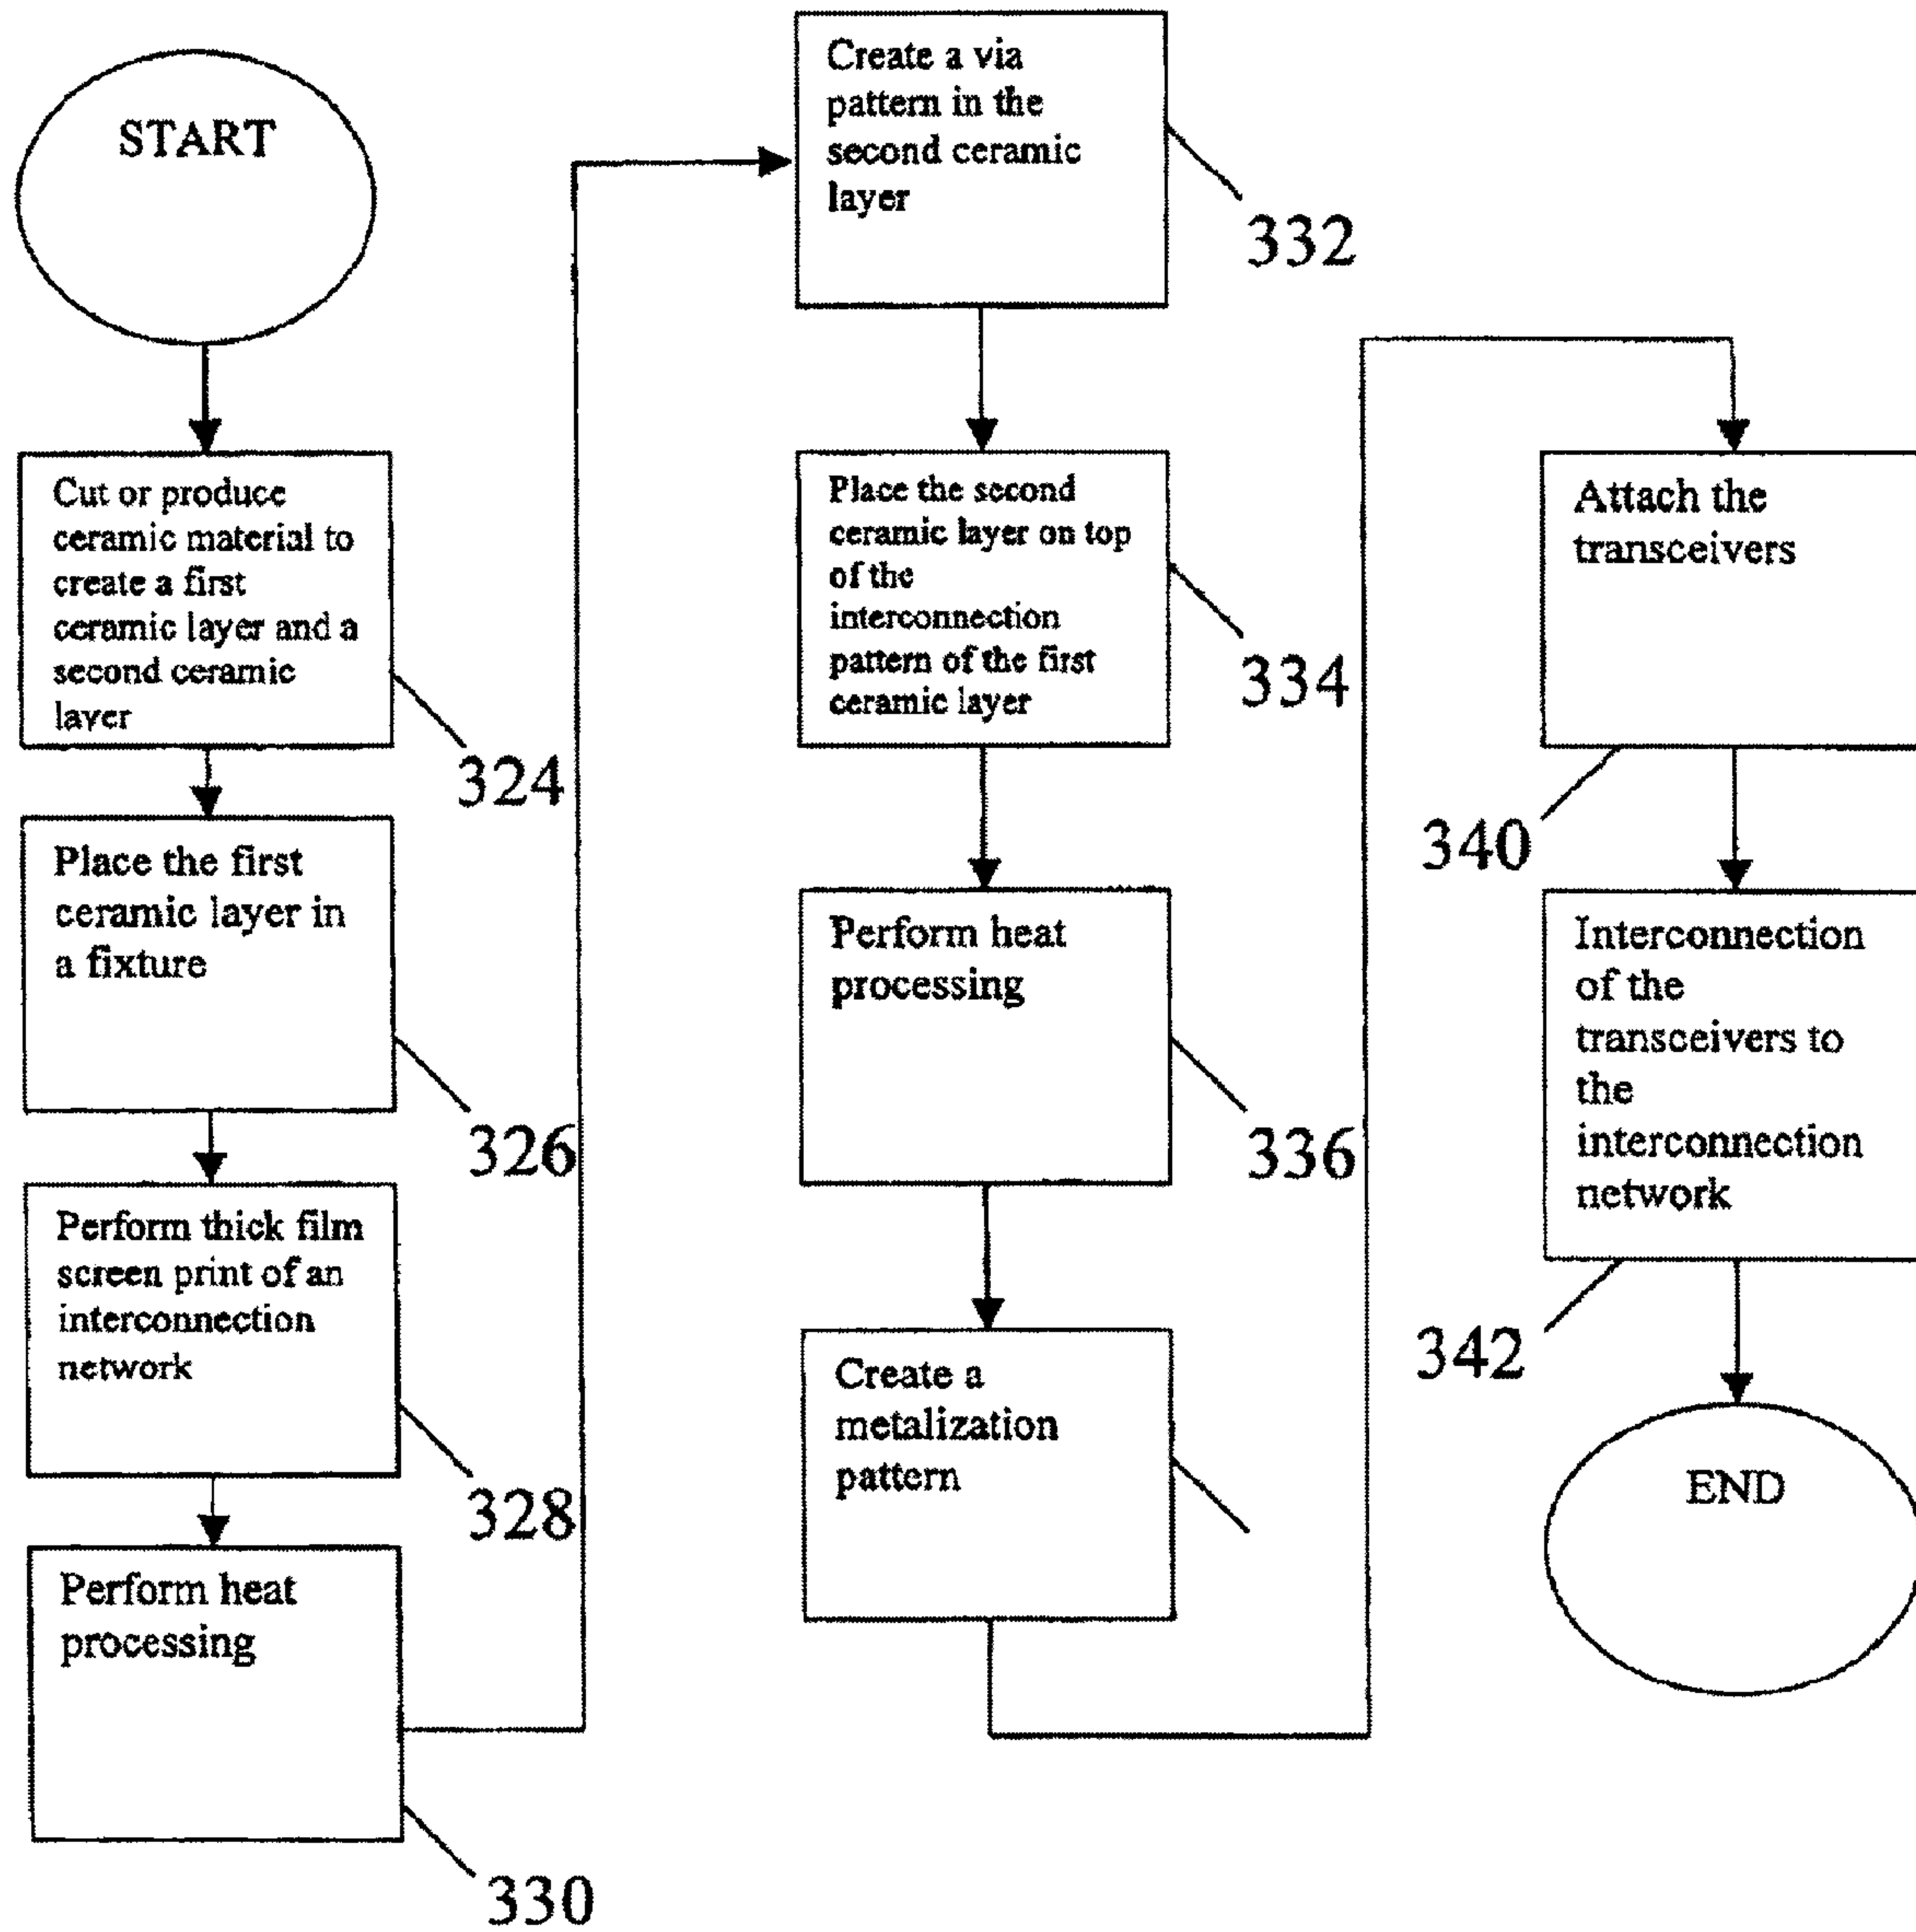 START
Cut or produce
ceramic material to
create a first
ceramic layer and a
second ceramic
layer
324
Place the first
ceramic layer in
a fixture
326
Perform thick film
screen print of an
interconnection
network
328
Perform heat
processing
330
Create a via
pattern in the
second ceramic
layer
332
Place the second
ceramic layer on top
of the
interconnection
pattern of the first
ceramic layer
334
Perform heat
processing
336
Create a
metalization
pattern
Attach the
transceivers
340
Interconnection
of the
transceivers to
the
interconnection
network
342
END